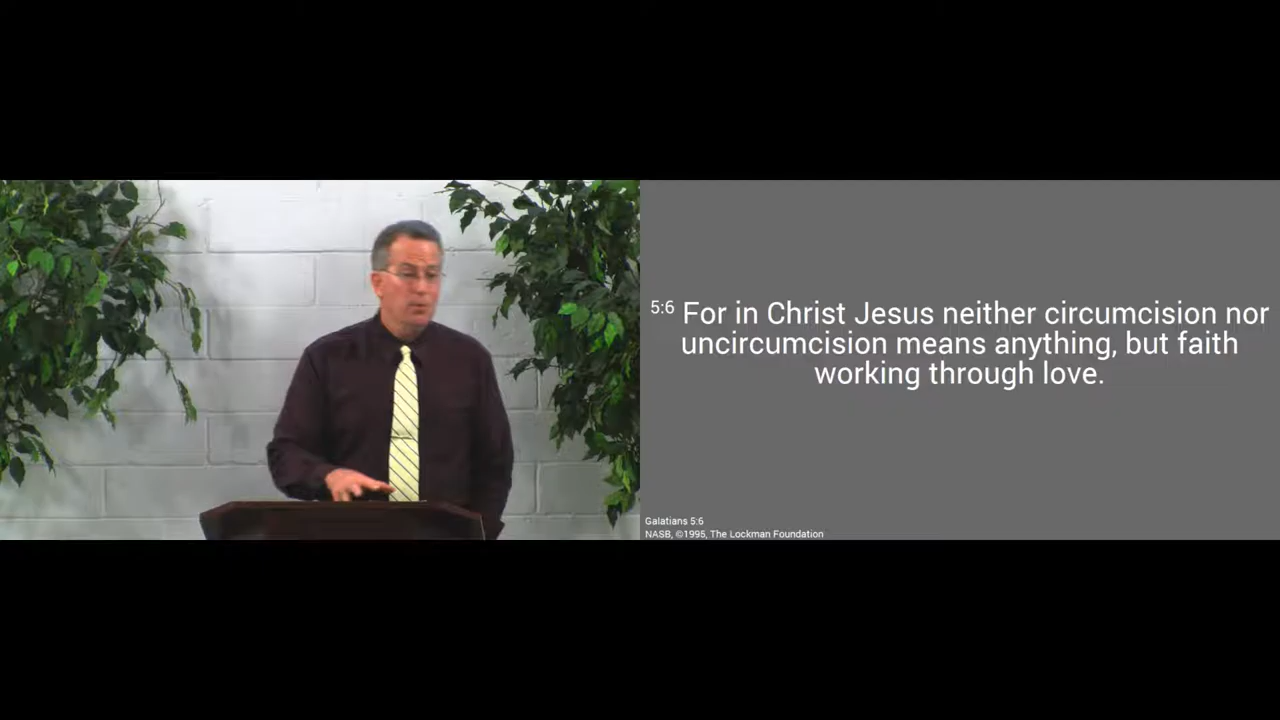 5:6 For in Christ Jesus neither circumcision nor
uncircumcision means anything, but faith
working through love.
Galatians 5:6
NASB, ©1995, The Lockman Foundation